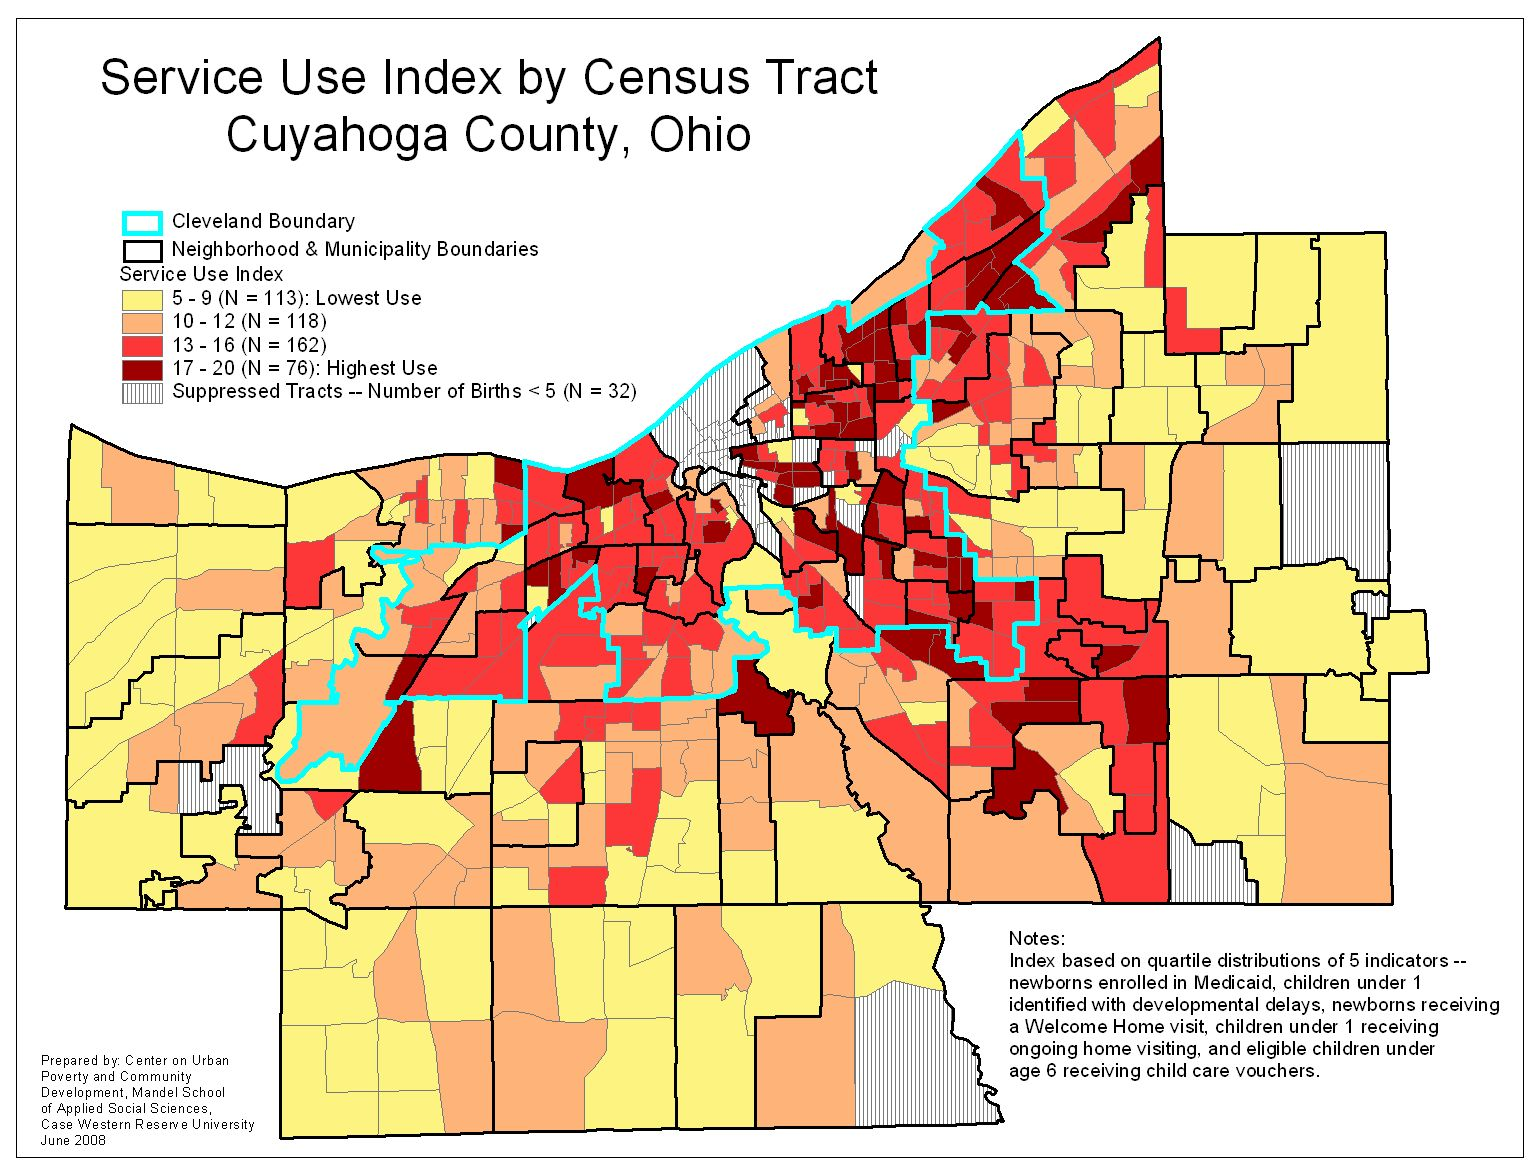 Service Use Index by Census Tract
Cuyahoga County, Ohio
Cleveland Boundary
Neighborhood & Municipality Boundaries
Service Use Index
5 - 9 (N = 113): Lowest Use
10 - 12 (N = 118)
13 - 16 (N = 162)
17 - 20 (N = 76): Highest Use
Suppressed Tracts -- Number of Births < 5 (N = 32)
Notes:
Index based on quartile distributions of 5 indicators --
newborns enrolled in Medicaid, children under 1
identified with developmental delays, newborns receiving
a Welcome Home visit, children under 1 receiving
ongoing home visiting, and eligible children under
age 6 receiving child care vouchers.
Prepared by: Center on Urban
Poverty and Community
Development, Mandel School
of Applied Social Sciences,
Case Western Reserve University
June 2008